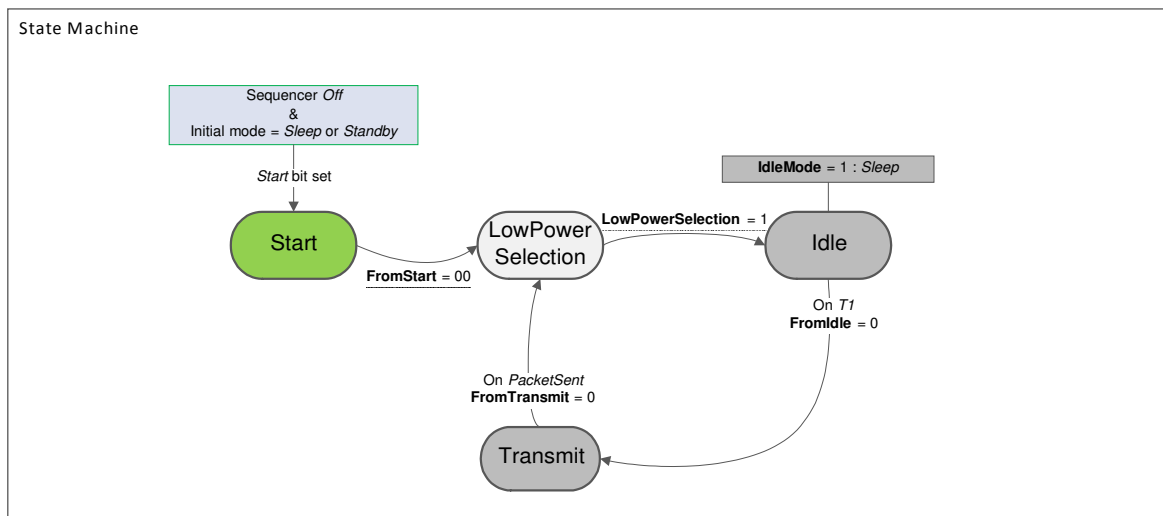 State Machine
Sequencer Off
&
Initial mode = Sleep or Standby
Start bit set
IdleMode = 1 : Sleep
Start
LowPower
Selection
LowPowerSelection = 1
Idle
FromStart = 00
On T1
FromIdle = 0
On PacketSent
FromTransmit = 0
Transmit